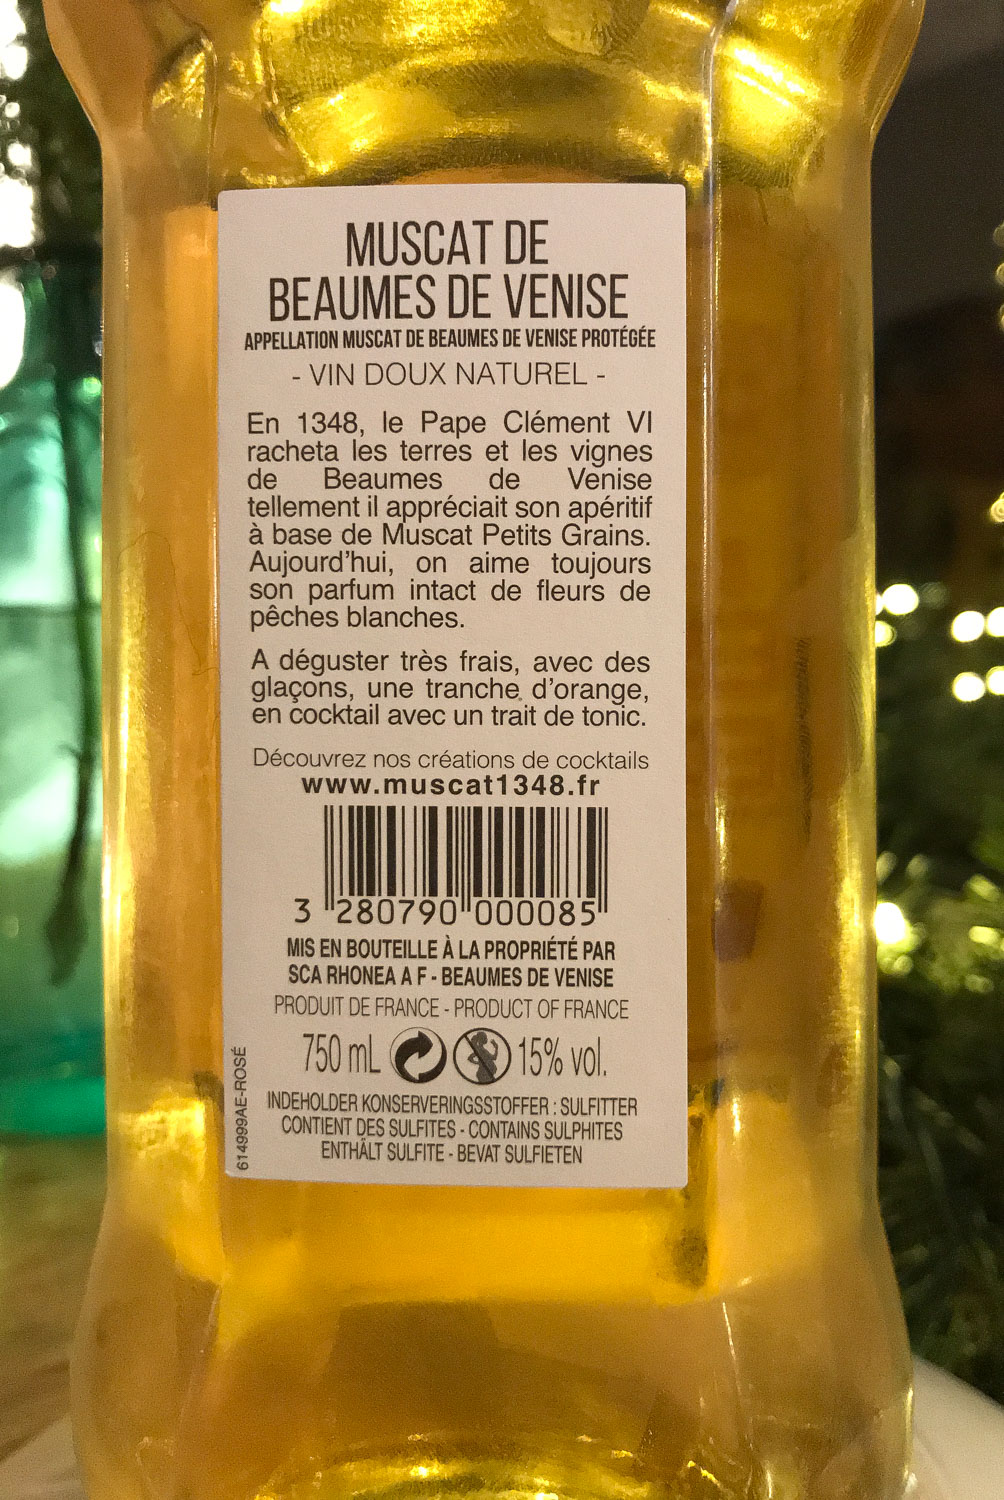 MUSCAT DE
BEAUMES DE VENISE
APPELLATION MUSCAT DE BEAUMES DE VENISE PROTÉGÉE
- VIN DOUX NATUREL -
En 1348, le Pape Clément VI
racheta les terres et les vignes
de Beaumes de Venise
tellement il appréciait son apéritif
à base de Muscat Petits Grains.
Aujourd'hui, on aime toujours
son parfum intact de fleurs de
pêches blanches.
A déguster très frais, avec des
glaçons, une tranche d'orange,
en cocktail avec un trait de tonic.
Découvrez nos créations de cocktails
www.muscat1348.fr
3 280790 000085
MIS EN BOUTEILLE À LA PROPRIÉTÉ PAR
SCA RHONEA A F - BEAUMES DE VENISE
PRODUIT DE FRANCE - PRODUCT OF FRANCE
750 mL 15% vol.
INDEHOLDER KONSERVERINGSSTOFFER : SULFITTER
CONTIENT DES SULFITES - CONTAINS SULPHITES
ENTHÄLT SULFITE - BEVAT SULFIETEN
614999AE-ROSÉ